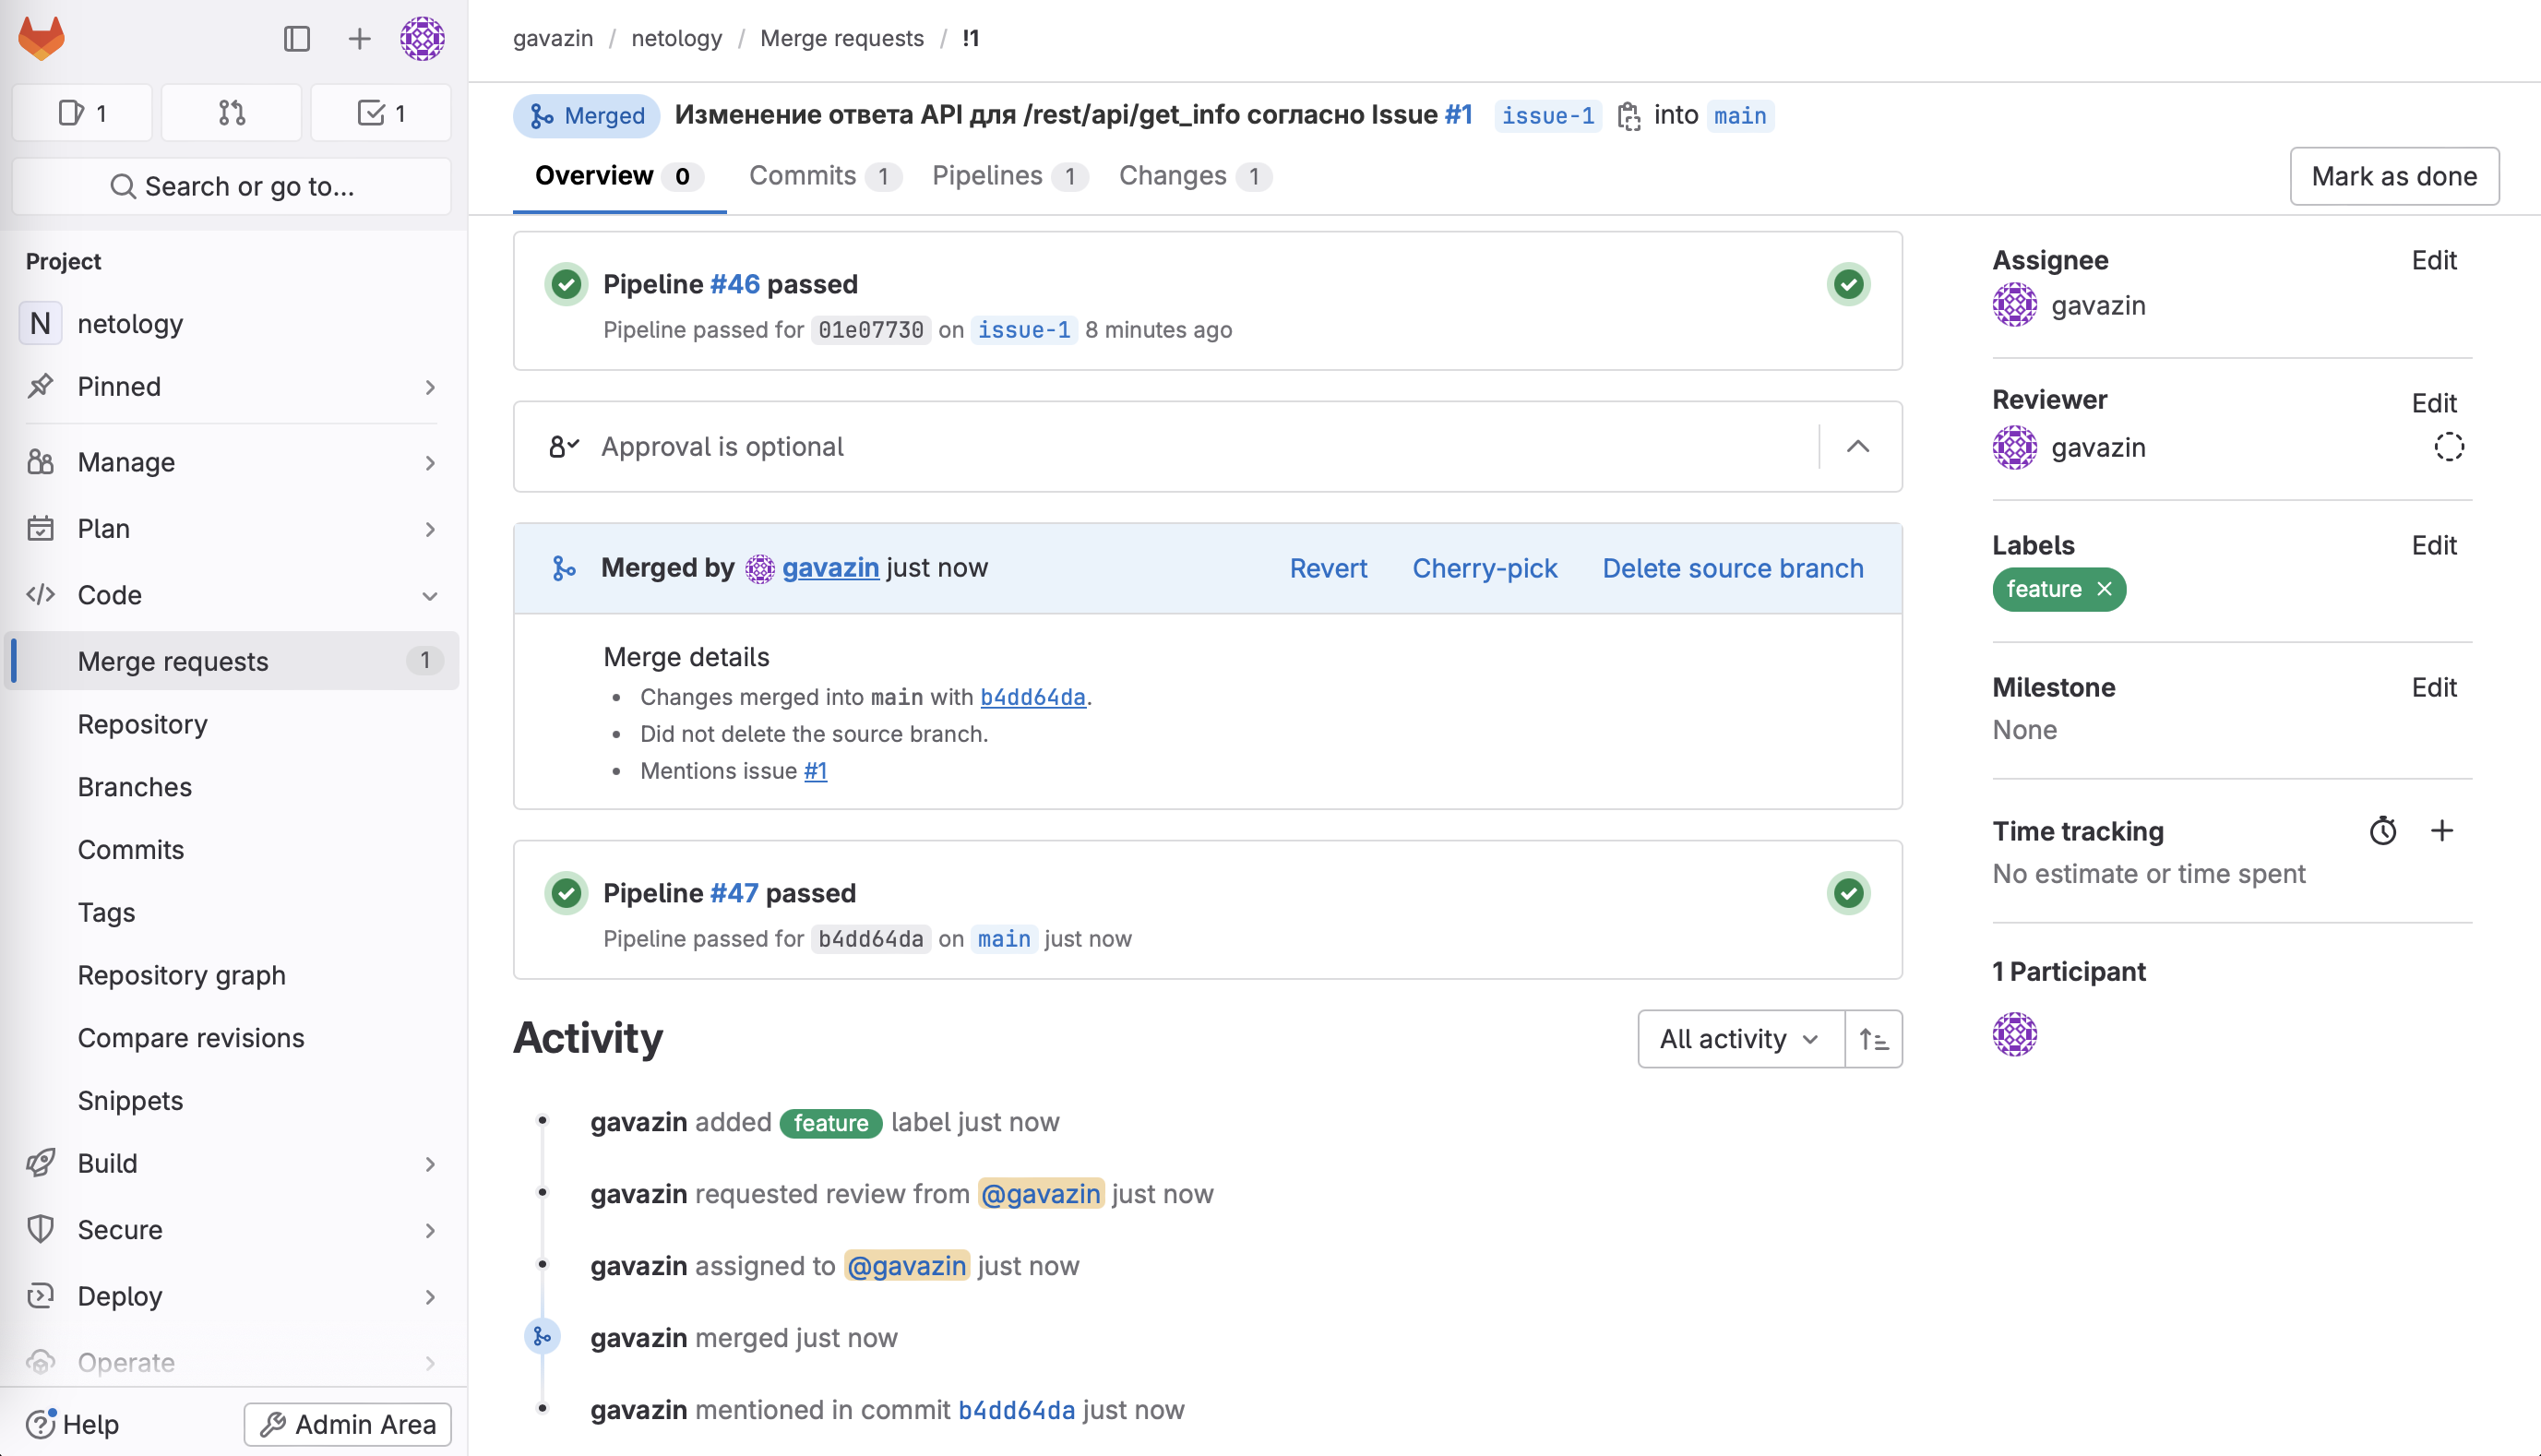 gavazin / netology / Merge requests / !1
1
1
Search or go to...
Project
N netology
Pinned
Manage
Plan
Code
Merge requests 1
Repository
Branches
Commits
Tags
Repository graph
Compare revisions
Snippets
Build
Secure
Deploy
Operate
Help
Admin Area
Merged Изменение ответа API для /rest/api/get_info согласно Issue #1 issue-1 into main
Overview 0 Commits 1 Pipelines 1 Changes 1
Mark as done
Pipeline #46 passed
Pipeline passed for 01e07730 on issue-1 8 minutes ago
Approval is optional
Merged by gavazin just now Revert Cherry-pick Delete source branch
Merge details
• Changes merged into main with b4dd64da.
• Did not delete the source branch.
• Mentions issue #1
Pipeline #47 passed
Pipeline passed for b4dd64da on main just now
Activity
All activity
gavazin added feature label just now
gavazin requested review from @gavazin just now
gavazin assigned to @gavazin just now
gavazin merged just now
gavazin mentioned in commit b4dd64da just now
Assignee Edit
gavazin
Reviewer Edit
gavazin
Labels Edit
feature
Milestone Edit
None
Time tracking
No estimate or time spent
1 Participant